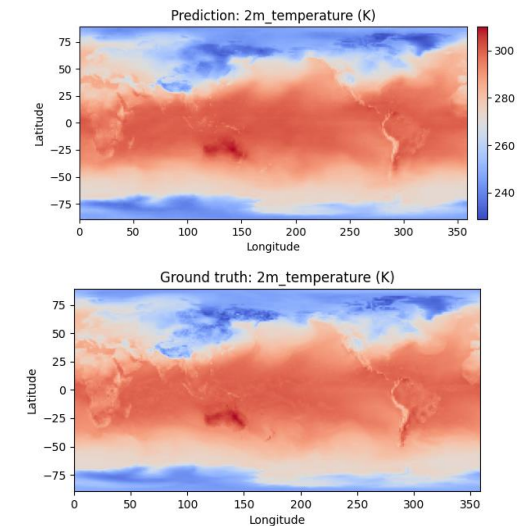 Prediction: 2m_temperature (K)
75
50
25
0
−25
−50
−75
Latitude
0 50 100 150 200 250 300 350
Longitude
300
280
260
240
Ground truth: 2m_temperature (K)
75
50
25
0
−25
−50
−75
Latitude
0 50 100 150 200 250 300 350
Longitude